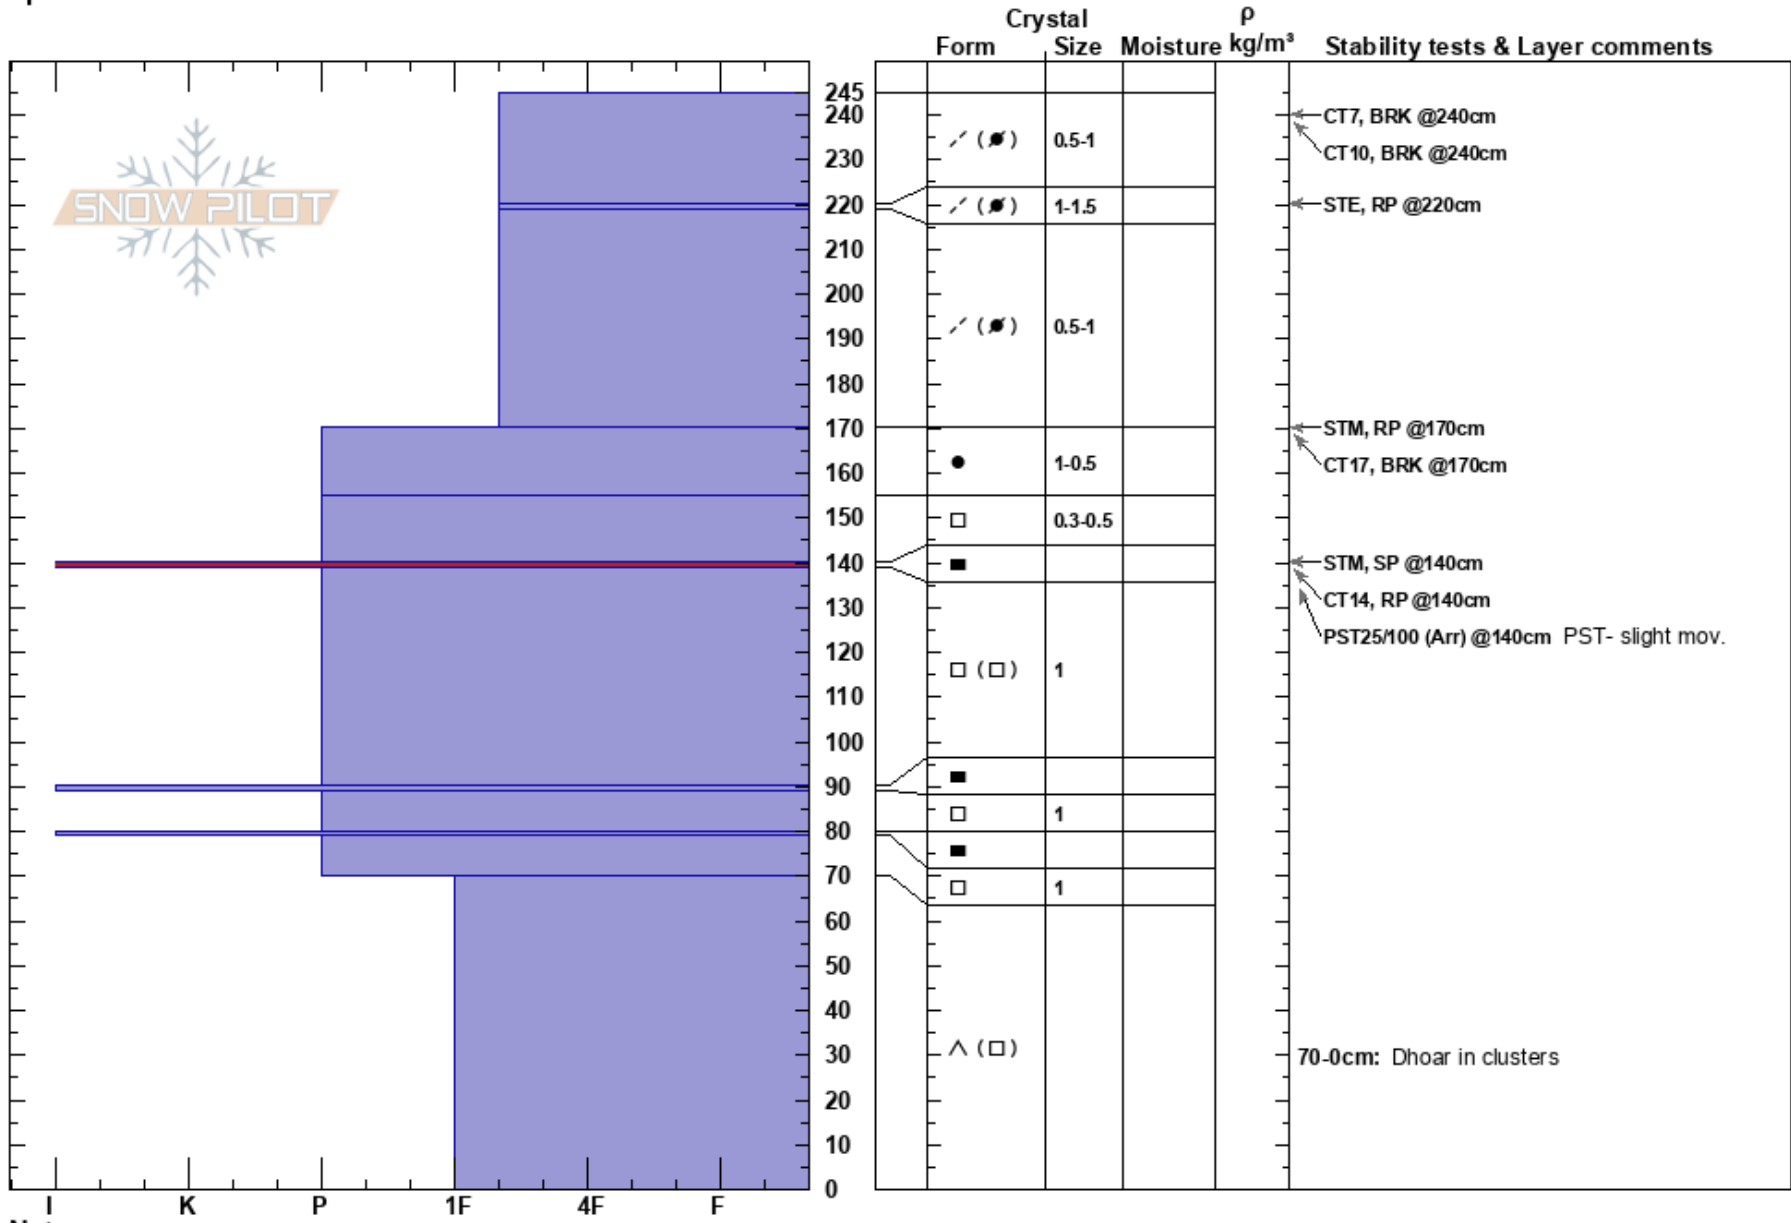 Crystal ρ
Form Size Moisture kg/m³ Stability tests & Layer comments
245
240 CT7, BRK @240cm
0.5-1
CT10, BRK @240cm
230
SNOW PILOT
220 1-1.5 STE, RP @220cm
210
200
190 0.5-1
180
170 STM, RP @170cm
160 1-0.5 CT17, BRK @170cm
150 0.3-0.5
140 STM, SP @140cm
CT14, RP @140cm
130
PST25/100 (Arr) @140cm PST- slight mov.
120
110 1
100
90
80 1
70 1
60
50
40
30 70-0cm: Dhoar in clusters
20
10
0
I K P 1F 4F F